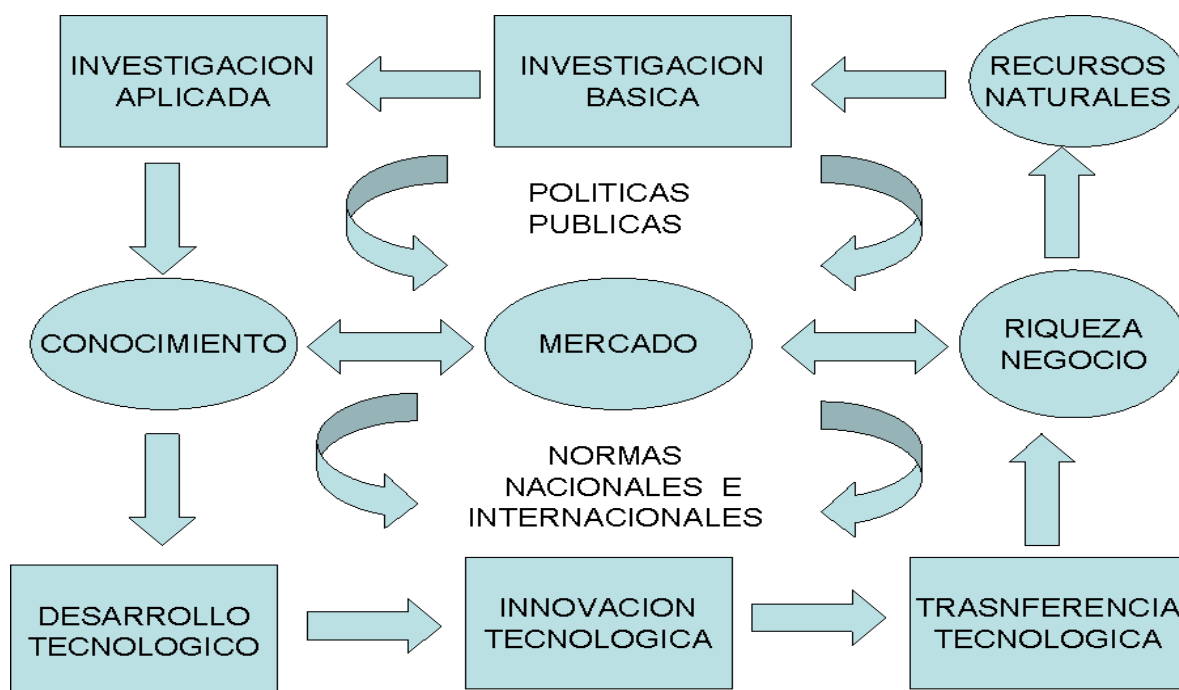 INVESTIGACION
APLICADA
INVESTIGACION
BASICA
RECURSOS
NATURALES
POLITICAS
PUBLICAS
CONOCIMIENTO
MERCADO
RIQUEZA
NEGOCIO
NORMAS
NACIONALES E
INTERNACIONALES
DESARROLLO
TECNOLOGICO
INNOVACION
TECNOLOGICA
TRASNFERENCIA
TECNOLOGICA